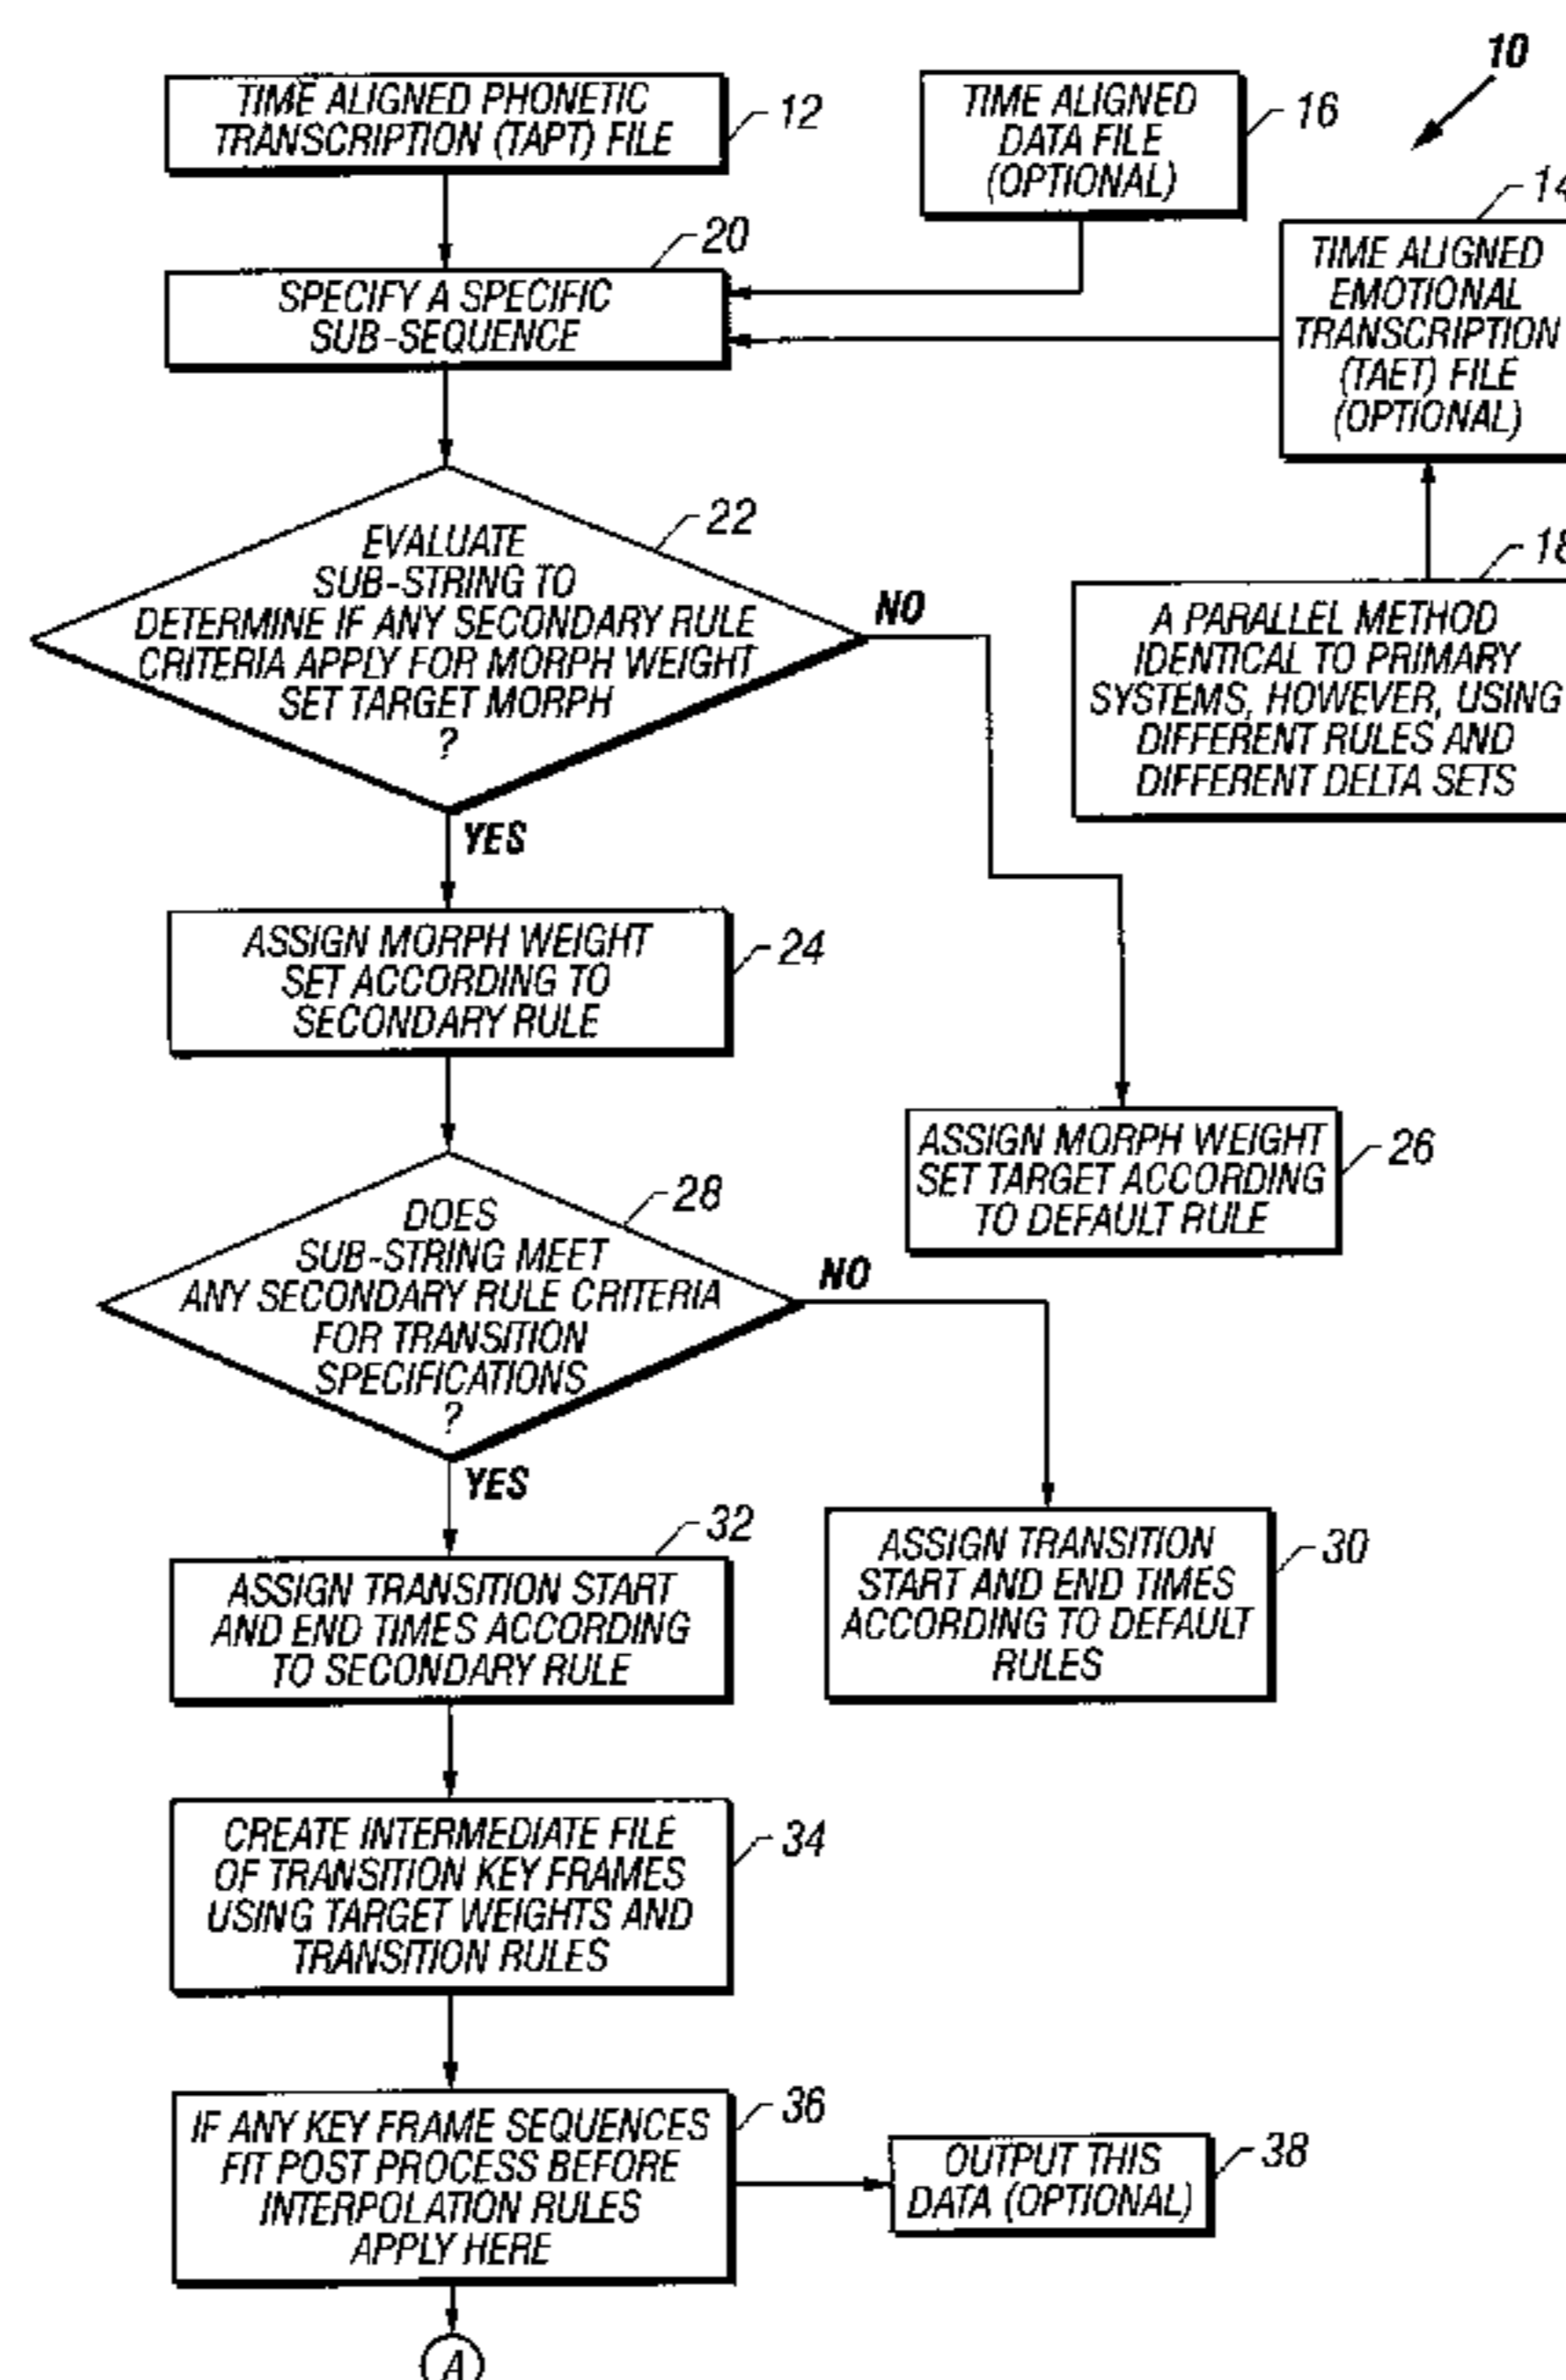 10
TIME ALIGNED PHONETIC
TRANSCRIPTION (TAPT) FILE
12
TIME ALIGNED
DATA FILE
(OPTIONAL)
16
14
TIME ALIGNED
EMOTIONAL
TRANSCRIPTION
(TAET) FILE
(OPTIONAL)
20
SPECIFY A SPECIFIC
SUB-SEQUENCE
22
EVALUATE
SUB-STRING TO
DETERMINE IF ANY SECONDARY RULE
CRITERIA APPLY FOR MORPH WEIGHT
SET TARGET MORPH
?
NO
YES
18
A PARALLEL METHOD
IDENTICAL TO PRIMARY
SYSTEMS, HOWEVER, USING
DIFFERENT RULES AND
DIFFERENT DELTA SETS
ASSIGN MORPH WEIGHT
SET ACCORDING TO
SECONDARY RULE
24
ASSIGN MORPH WEIGHT
SET TARGET ACCORDING
TO DEFAULT RULE
26
28
DOES
SUB-STRING MEET
ANY SECONDARY RULE CRITERIA
FOR TRANSITION
SPECIFICATIONS
?
NO
YES
32
ASSIGN TRANSITION START
AND END TIMES ACCORDING
TO SECONDARY RULE
ASSIGN TRANSITION
START AND END TIMES
ACCORDING TO DEFAULT
RULES
30
CREATE INTERMEDIATE FILE
OF TRANSITION KEY FRAMES
USING TARGET WEIGHTS AND
TRANSITION RULES
34
IF ANY KEY FRAME SEQUENCES
FIT POST PROCESS BEFORE
INTERPOLATION RULES
APPLY HERE
36
OUTPUT THIS
DATA (OPTIONAL)
38
A